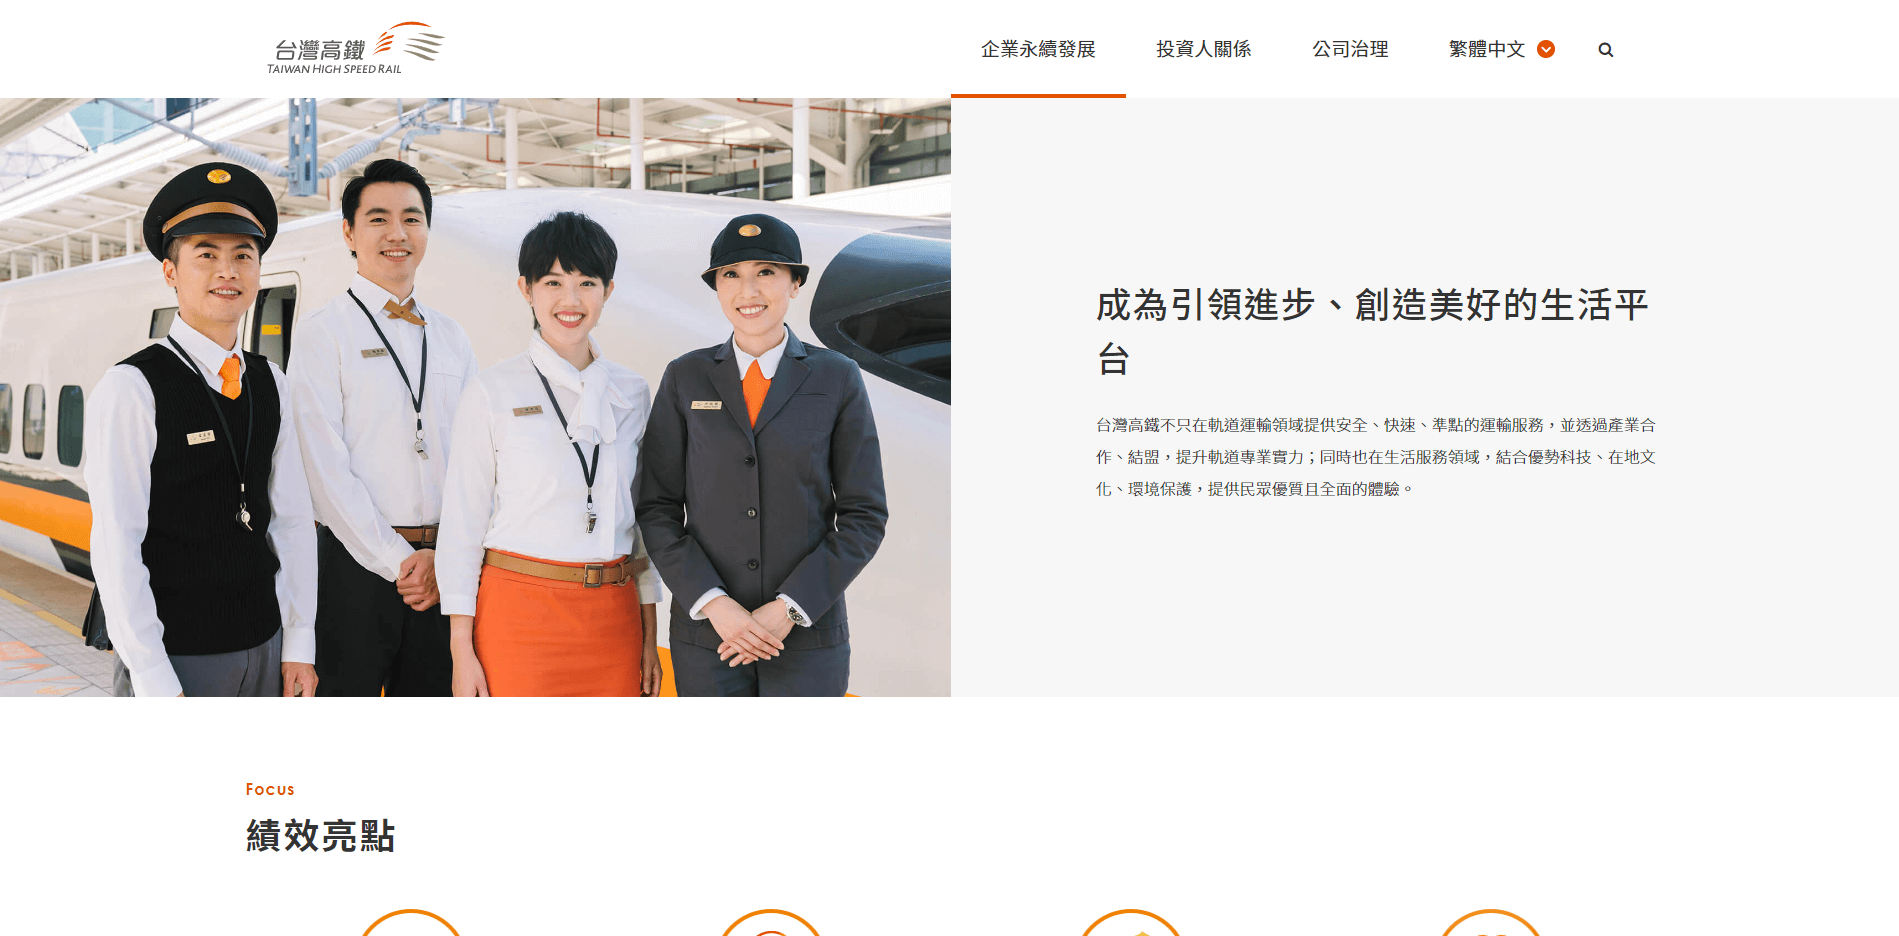 台灣高鐵
TAIWAN HIGH SPEED RAIL
企業永續發展
投資人關係
公司治理
繁體中文
成為引領進步、創造美好的生活平
台
台灣高鐵不只在軌道運輸領域提供安全、快速、準點的運輸服務，並透過產業合
作、結盟，提升軌道專業實力；同時也在生活服務領域，結合優勢科技、在地文
化、環境保護，提供民眾優質且全面的體驗。
Focus
績效亮點